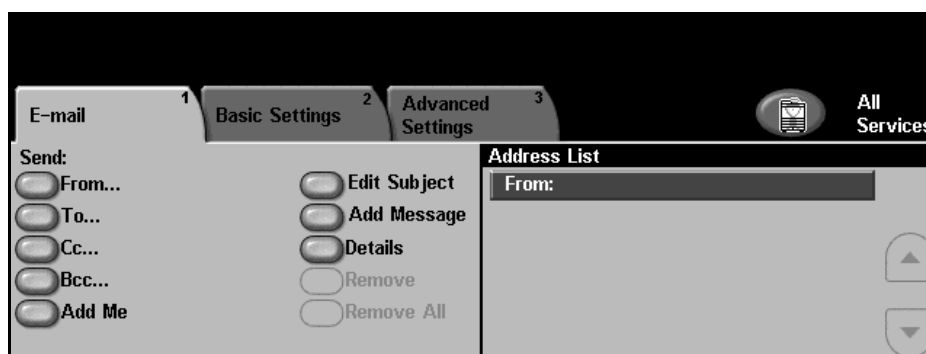 E-mail
1
Basic Settings
2
Advanced
Settings
3
All
Services
Send:
From...
To...
Cc...
Bcc...
Add Me
Edit Subject
Add Message
Details
Remove
Remove All
Address List
From: